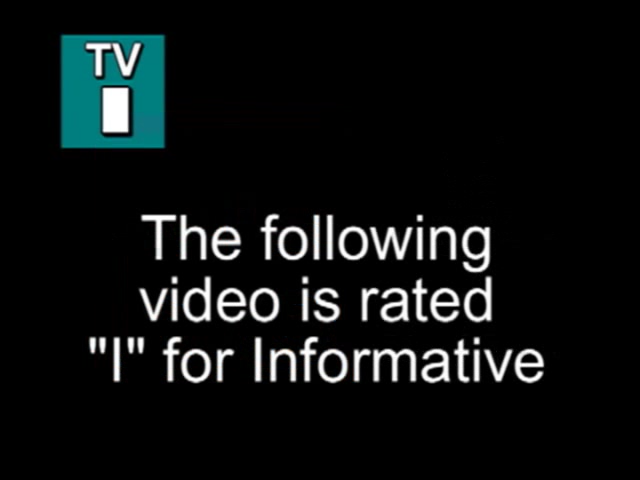 TV
I
The following
video is rated
"I" for Informative